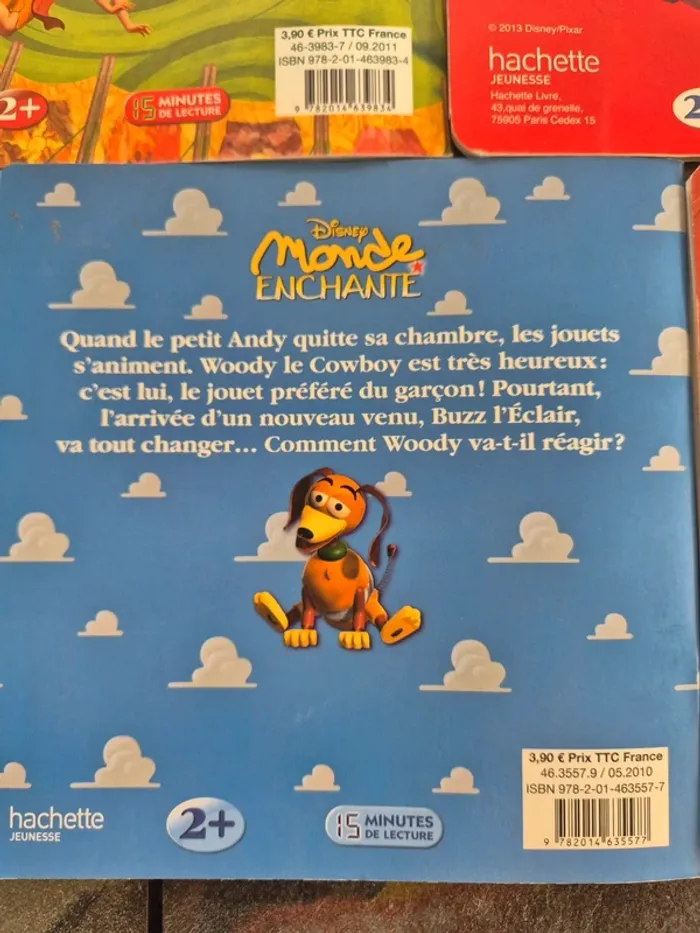 3,90 € Prix TTC France
46-3983-7 / 09.2011
ISBN 978-2-01-463983-4
9 782014 639834
2+
15 MINUTES
DE LECTURE
© 2013 Disney/Pixar
hachette
JEUNESSE
Hachette Livre,
43, quai de grenelle,
75905 Paris Cedex 15
2
DISNEY
Monde
ENCHANTE
Quand le petit Andy quitte sa chambre, les jouets
s'animent. Woody le Cowboy est très heureux :
c'est lui, le jouet préféré du garçon ! Pourtant,
l'arrivée d'un nouveau venu, Buzz l'Éclair,
va tout changer... Comment Woody va-t-il réagir ?
hachette
JEUNESSE
2+
15 MINUTES
DE LECTURE
3,90 € Prix TTC France
46.3557.9 / 05.2010
ISBN 978-2-01-463557-7
9 782014 635577